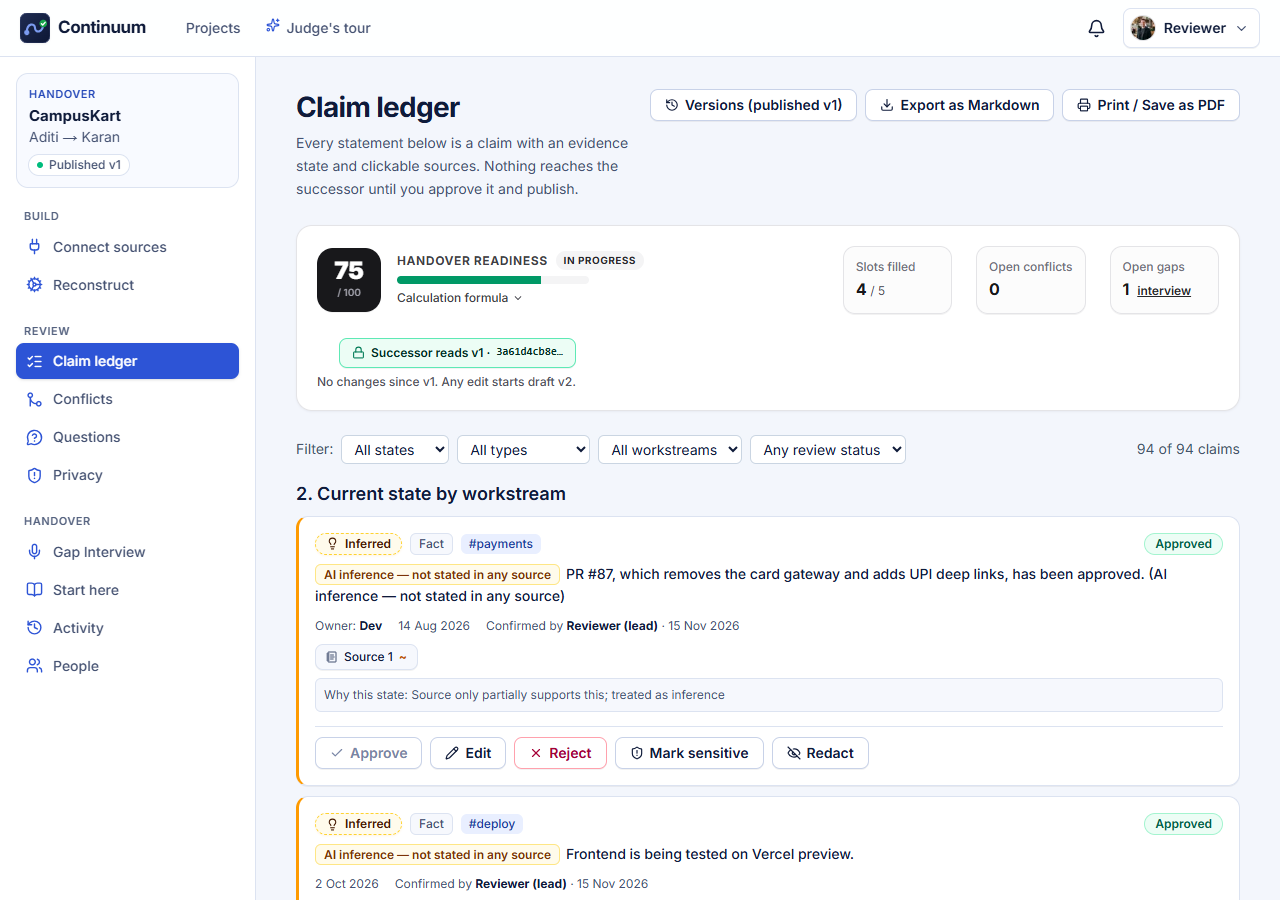 Continuum
Projects
Judge's tour
Reviewer
HANDOVER
CampusKart
Aditi → Karan
Published v1
BUILD
Connect sources
Reconstruct
REVIEW
Claim ledger
Conflicts
Questions
Privacy
HANDOVER
Gap Interview
Start here
Activity
People
Claim ledger
Versions (published v1)
Export as Markdown
Print / Save as PDF
Every statement below is a claim with an evidence
state and clickable sources. Nothing reaches the
successor until you approve it and publish.
75
/ 100
HANDOVER READINESS IN PROGRESS
Calculation formula
Slots filled
4 / 5
Open conflicts
0
Open gaps
1 interview
Successor reads v1 · 3a61d4cb8e…
No changes since v1. Any edit starts draft v2.
Filter: All states All types All workstreams Any review status 94 of 94 claims
2. Current state by workstream
Inferred Fact #payments Approved
AI inference — not stated in any source PR #87, which removes the card gateway and adds UPI deep links, has been approved. (AI
inference — not stated in any source)
Owner: Dev 14 Aug 2026 Confirmed by Reviewer (lead) · 15 Nov 2026
Source 1 ~
Why this state: Source only partially supports this; treated as inference
Approve Edit Reject Mark sensitive Redact
Inferred Fact #deploy Approved
AI inference — not stated in any source Frontend is being tested on Vercel preview.
2 Oct 2026 Confirmed by Reviewer (lead) · 15 Nov 2026